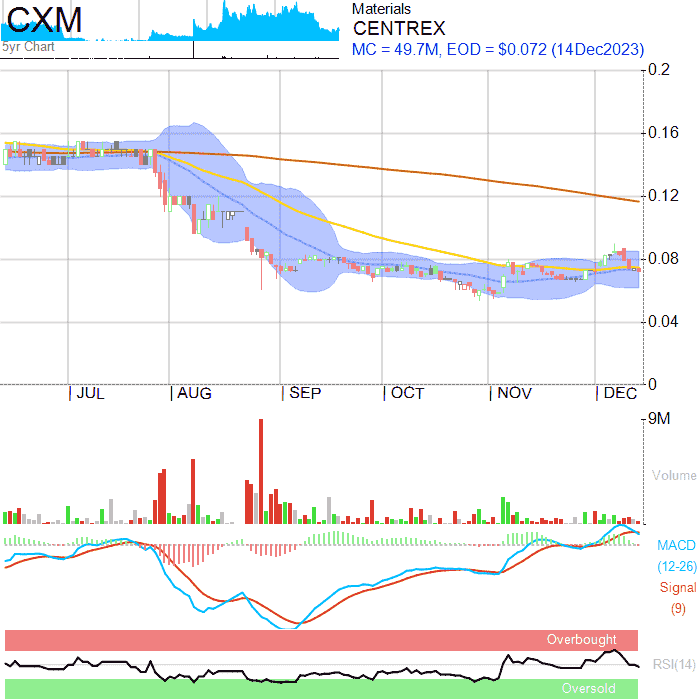 CXM
5yr Chart
Materials
CENTREX
MC = 49.7M, EOD = $0.072 (14Dec2023)
0.2
0.16
0.12
0.08
0.04
0
JUL AUG SEP OCT NOV DEC
9M
Volume
MACD
(12-26)
Signal
(9)
Overbought
RSI(14)
Oversold